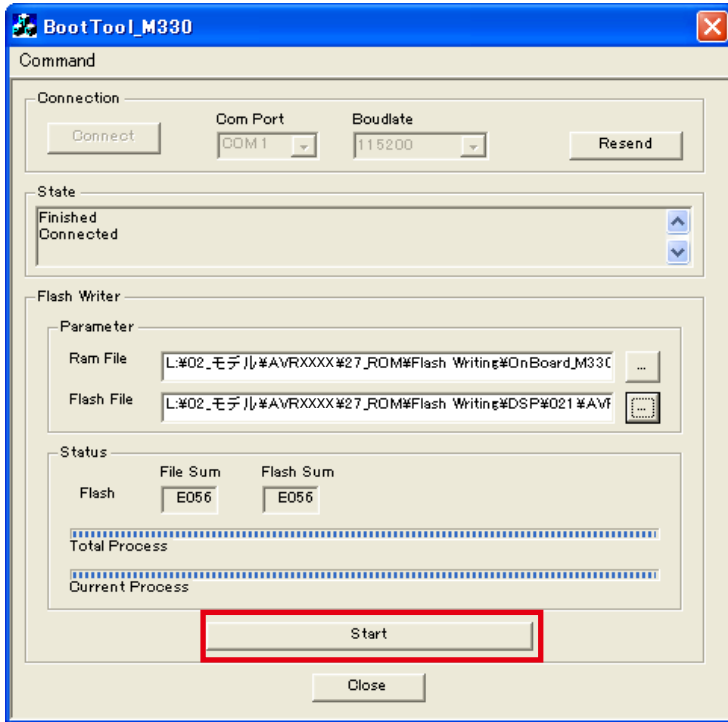 BootTool_M330
Command
Connection
Com Port Boudlate
Connect COM1 115200 Resend
State
Finished
Connected
Flash Writer
Parameter
Ram File L:¥02_モデル¥AVRXXXX¥27_ROM¥Flash Writing¥OnBoard_M330 ...
Flash File L:¥02_モデル¥AVRXXXX¥27_ROM¥Flash Writing¥DSP¥021¥AVR ...
Status
File Sum Flash Sum
Flash E056 E056
Total Process
Current Process
Start
Close